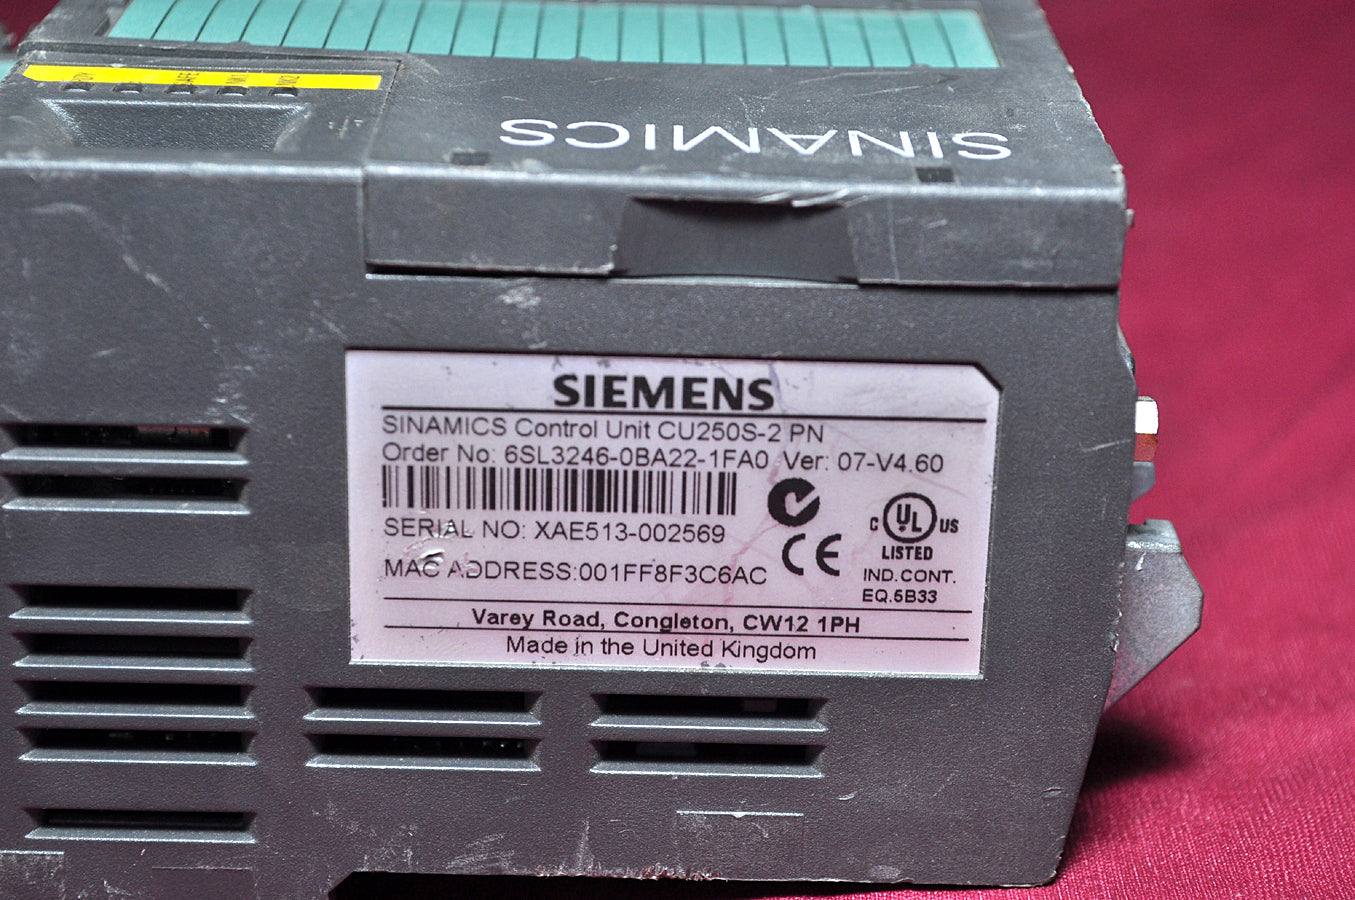 SINAMICS
SIEMENS
SINAMICS Control Unit CU250S-2 PN
Order No: 6SL3246-0BA22-1FA0 Ver: 07-V4.60
SERIAL NO: XAE513-002569
MAC ADDRESS:001FF8F3C6AC
CE
C UL US
LISTED
IND.CONT.
EQ.5B33
Varey Road, Congleton, CW12 1PH
Made in the United Kingdom